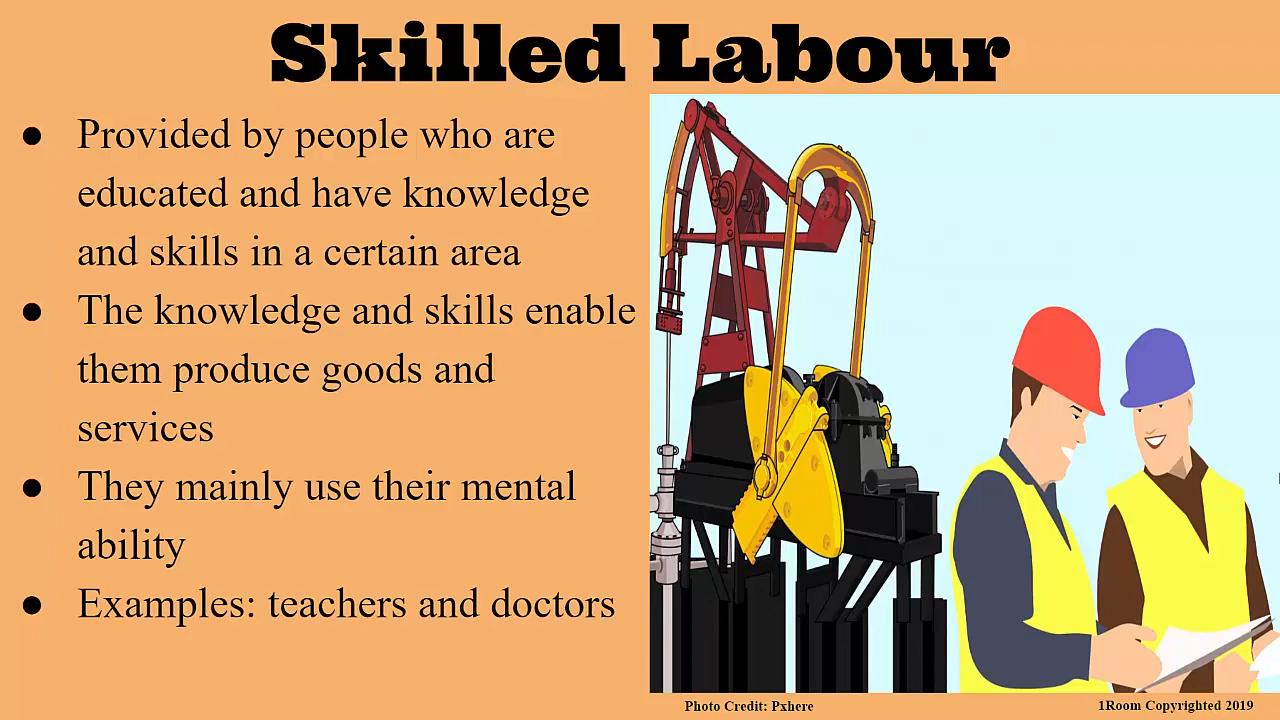 Skilled Labour
● Provided by people who are
educated and have knowledge
and skills in a certain area
● The knowledge and skills enable
them produce goods and
services
● They mainly use their mental
ability
● Examples: teachers and doctors
Photo Credit: Pxhere
1Room Copyrighted 2019